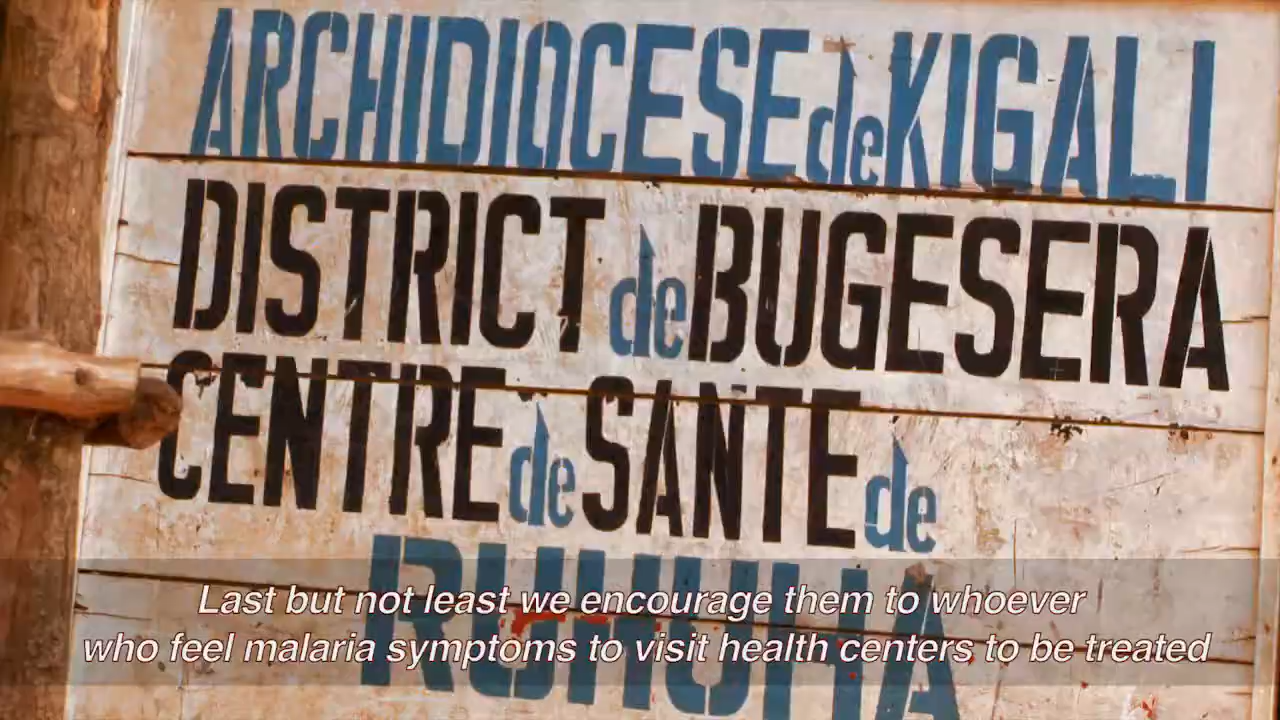 ARCHIDIOCESE de KIGALI
DISTRICT de BUGESERA
CENTRE de SANTE de
RUHUHA
Last but not least we encourage them to whoever
who feel malaria symptoms to visit health centers to be treated